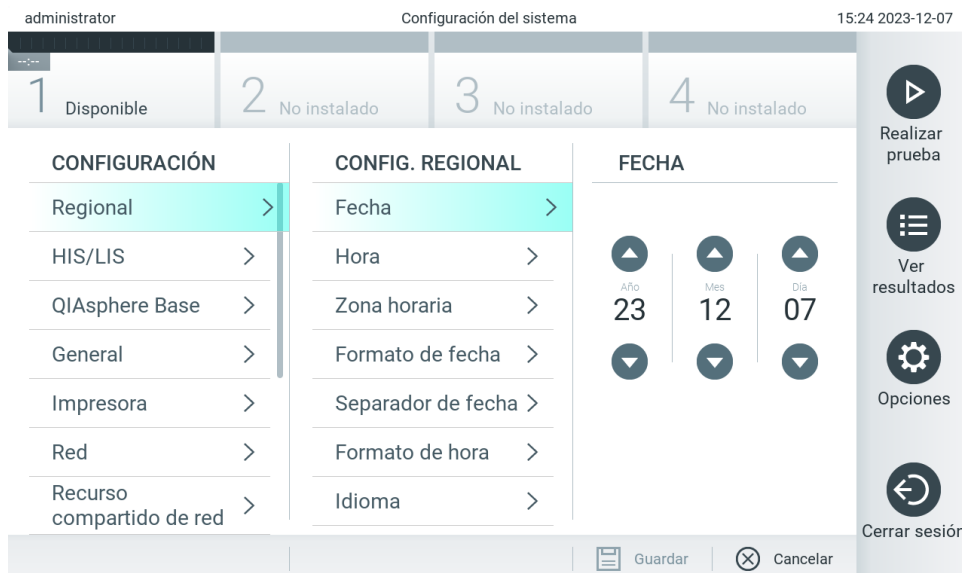 administrator
Configuración del sistema
15:24 2023-12-07
--:--
1 Disponible
2 No instalado
3 No instalado
4 No instalado
Realizar
prueba
Ver
resultados
Opciones
Cerrar sesión
CONFIGURACIÓN
Regional
HIS/LIS
QIAsphere Base
General
Impresora
Red
Recurso
compartido de red
CONFIG. REGIONAL
Fecha
Hora
Zona horaria
Formato de fecha
Separador de fecha
Formato de hora
Idioma
FECHA
Año
Mes
Día
23
12
07
Guardar
Cancelar